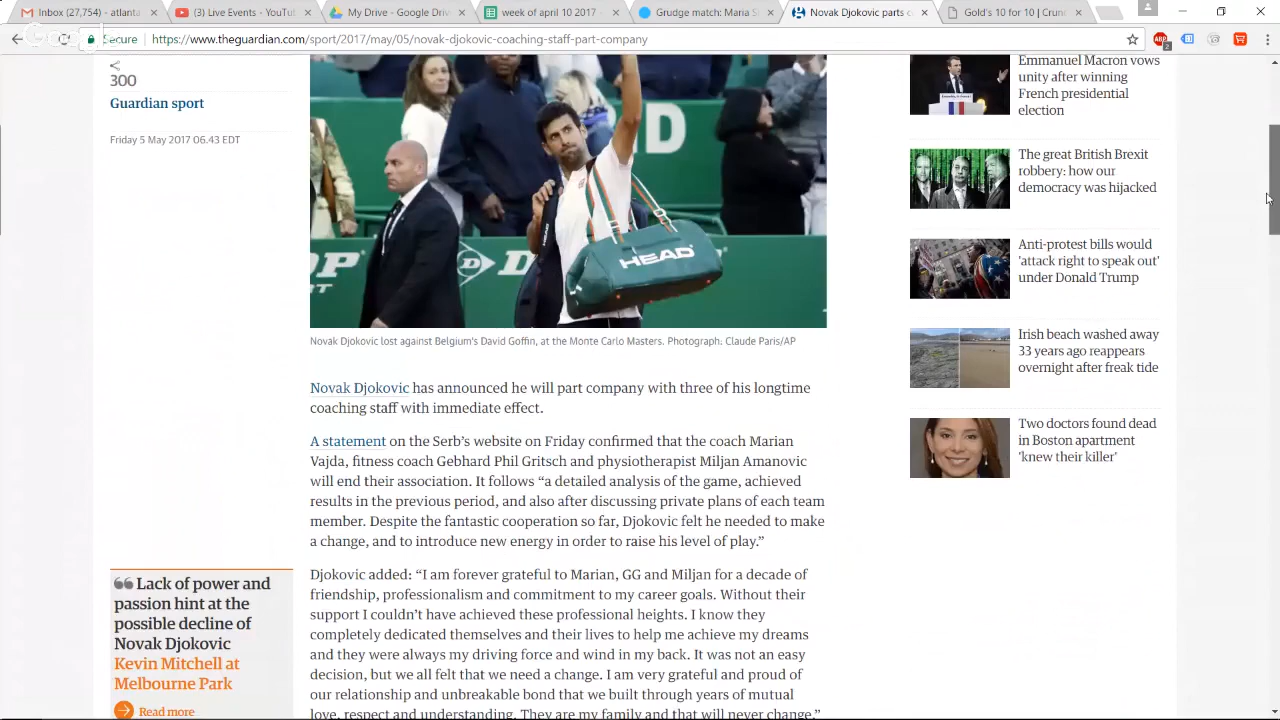 M Inbox (17,143) - atlanta
(3) Live Events - YouTube
My Drive - Google Drive
week of april 10 2017
Grudge match: Maria S
Novak Djokovic parts c
Gold's 10 for 10 | Crun
Secure
https://www.theguardian.com/sport/2017/may/05/novak-djokovic-coaching-staff-part-company
ABP
2
300
Guardian sport
Friday 5 May 2017 06.43 EDT
D
OP
DT
ST
HEAD
Novak Djokovic lost against Belgium's David Goffin, at the Monte Carlo Masters. Photograph: Claude Paris/AP
Novak Djokovic has announced he will part company with three of his longtime
coaching staff with immediate effect.
A statement on the Serb's website on Friday confirmed that the coach Marian
Vajda, fitness coach Gebhard Phil Gritsch and physiotherapist Miljan Amanovic
will end their association. It follows “a detailed analysis of the game, achieved
results in the previous period, and also after discussing private plans of each team
member. Despite the fantastic cooperation so far, Djokovic felt he needed to make
a change, and to introduce new energy in order to raise his level of play.”
Djokovic added: “I am forever grateful to Marian, GG and Miljan for a decade of
friendship, professionalism and commitment to my career goals. Without their
support I couldn't have achieved these professional heights. I know they
completely dedicated themselves and their lives to help me achieve my dreams
and they were always my driving force and wind in my back. It was not an easy
decision, but we all felt that we need a change. I am very grateful and proud of
our relationship and unbreakable bond that we built through years of mutual
love, respect and understanding. They are my family and that will never change.”
Lack of power and
passion hint at the
possible decline of
Novak Djokovic
Kevin Mitchell at
Melbourne Park
Read more
Emmanuel Macron vows
unity after winning
French presidential
election
The great British Brexit
robbery: how our
democracy was hijacked
Anti-protest bills would
'attack right to speak out'
under Donald Trump
Irish beach washed away
33 years ago reappears
overnight after freak tide
Two doctors found dead
in Boston apartment
'knew their killer'